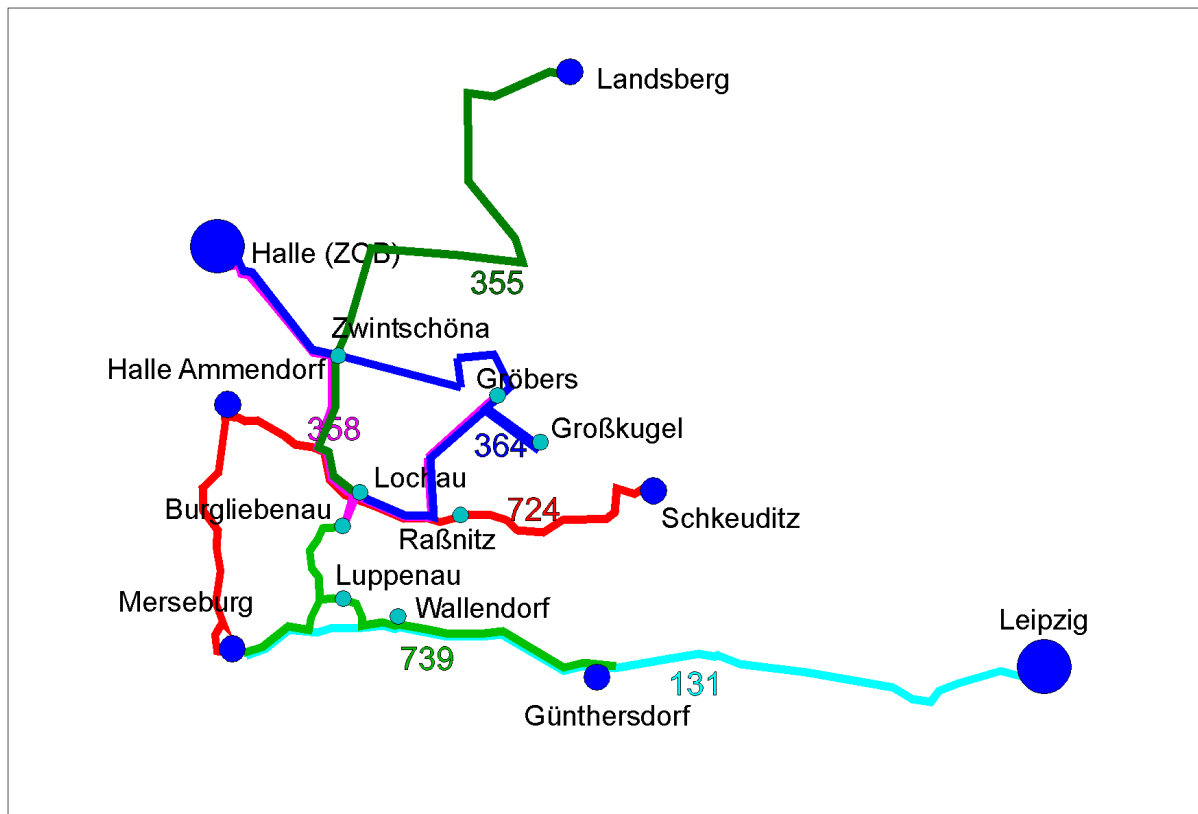 Landsberg
Halle (ZOB)
355
Zwintschöna
Halle Ammendorf
Gröbers
358
364
Großkugel
Lochau
Burgliebenau
724
Schkeuditz
Raßnitz
Luppenau
Merseburg
Wallendorf
Leipzig
739
131
Günthersdorf